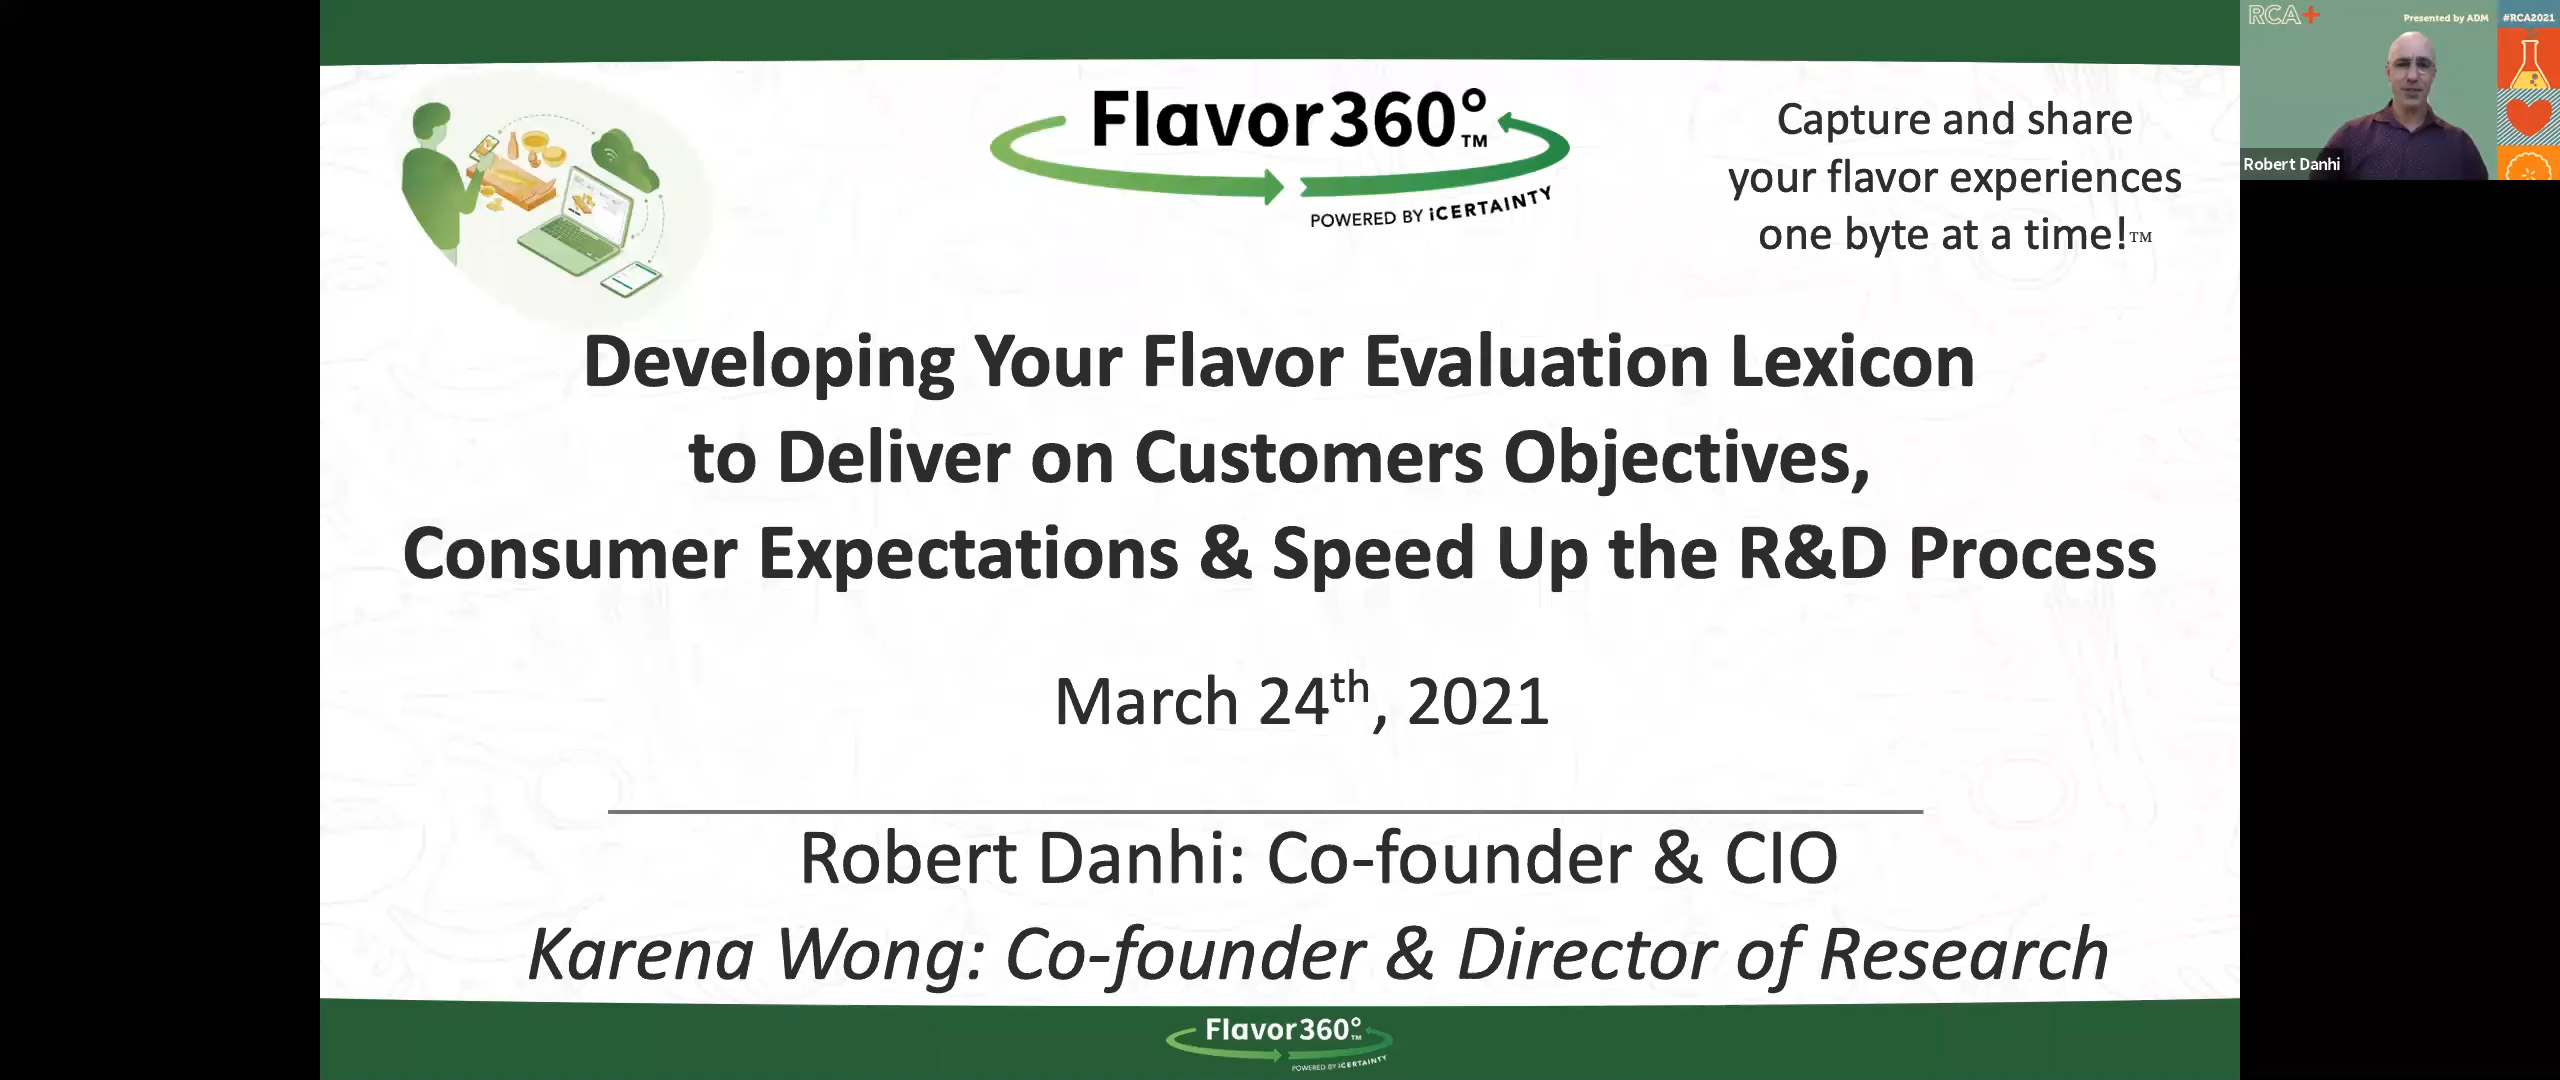 RCA+
Presented by ADM
#RCA2021
Robert Danhi
Flavor360°™
POWERED BY iCERTAINTY
Capture and share
your flavor experiences
one byte at a time!™
Developing Your Flavor Evaluation Lexicon
to Deliver on Customers Objectives,
Consumer Expectations & Speed Up the R&D Process
March 24th, 2021
Robert Danhi: Co-founder & CIO
Karena Wong: Co-founder & Director of Research
Flavor360°™
POWERED BY iCERTAINTY